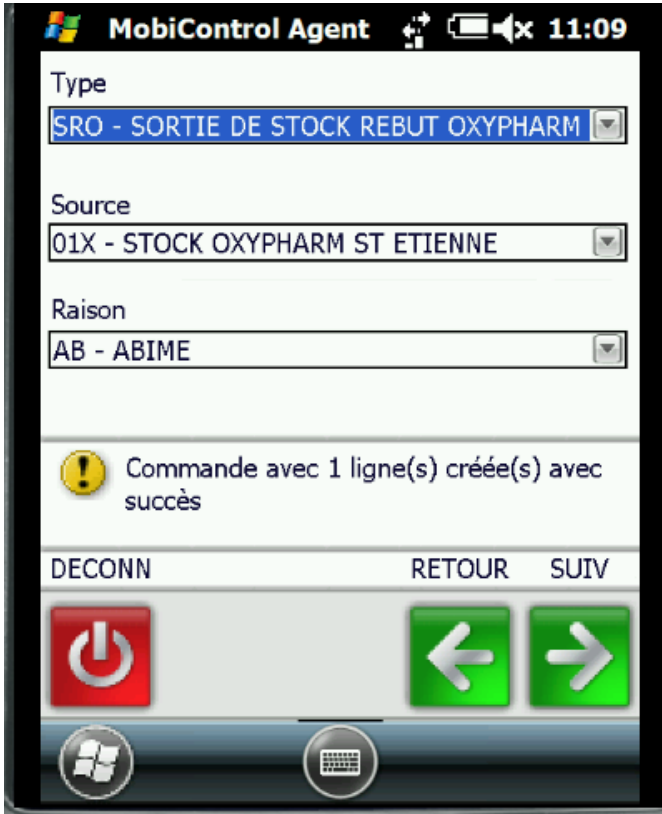 MobiControl Agent 11:09
Type
SRO - SORTIE DE STOCK REBUT OXYPHARM
Source
01X - STOCK OXYPHARM ST ETIENNE
Raison
AB - ABIME
Commande avec 1 ligne(s) créée(s) avec
succès
DECONN RETOUR SUIV